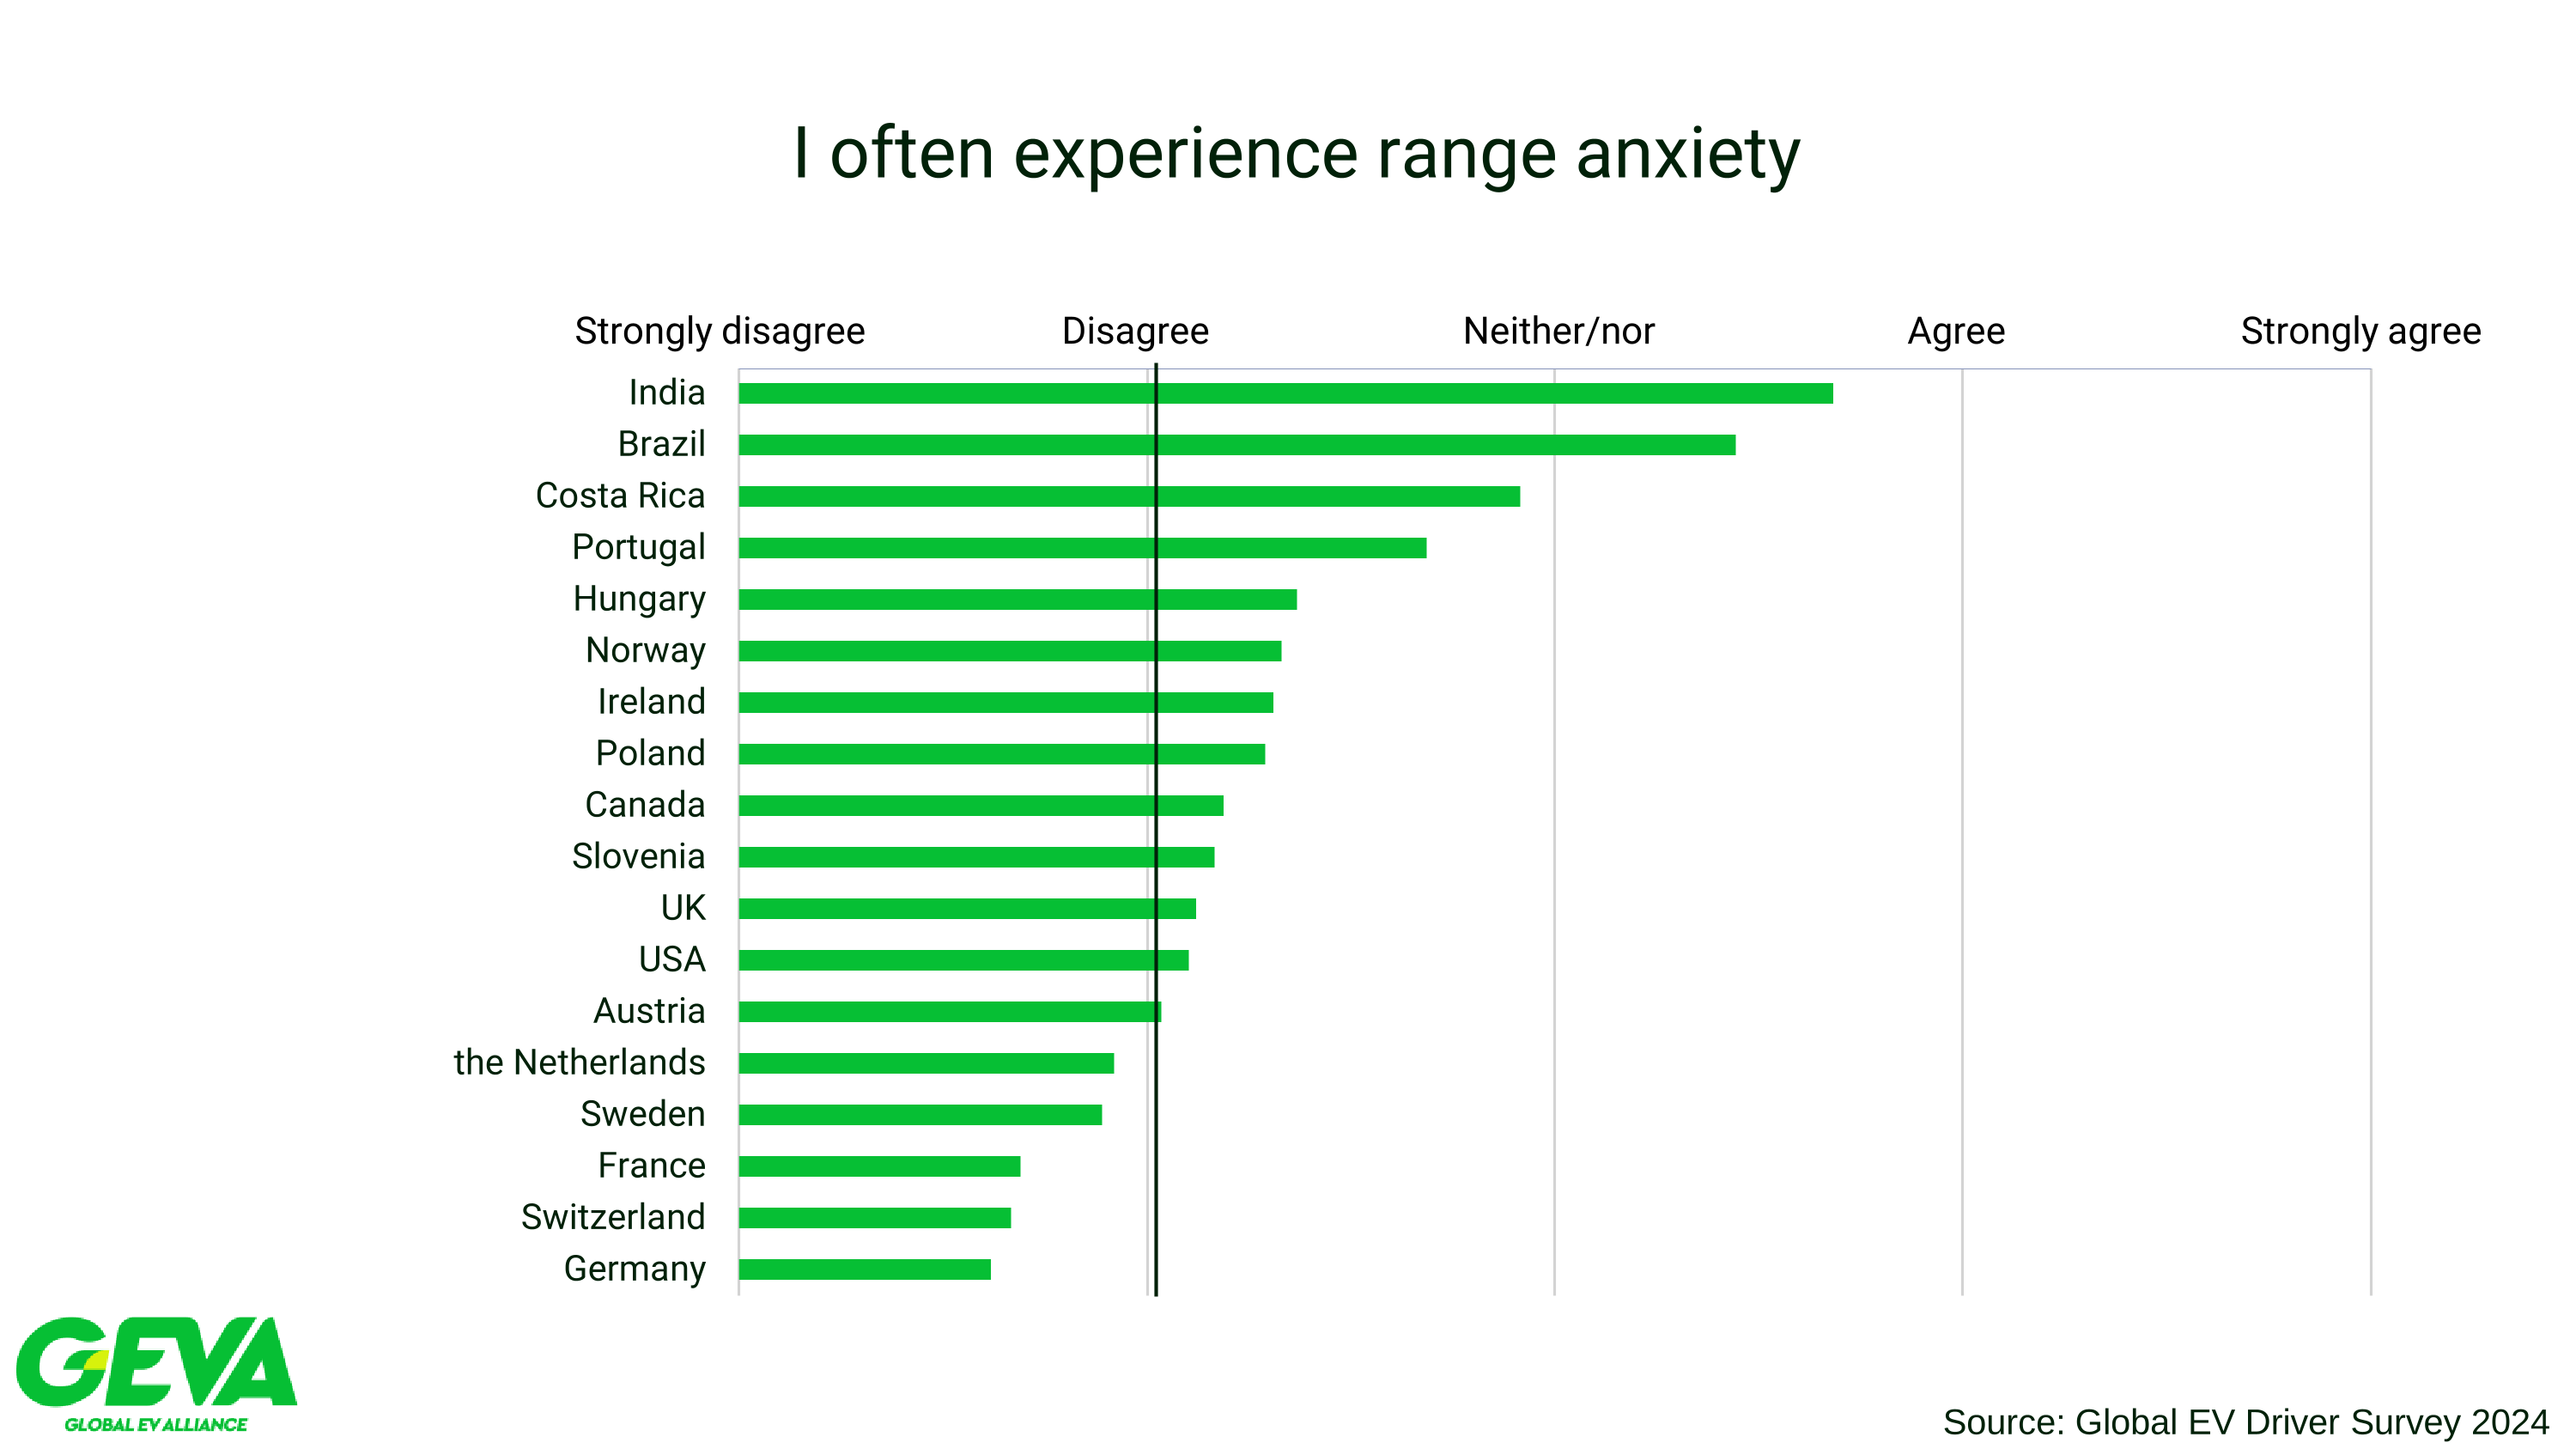 I often experience range anxiety
Strongly disagree Disagree Neither/nor Agree Strongly agree
India
Brazil
Costa Rica
Portugal
Hungary
Norway
Ireland
Poland
Canada
Slovenia
UK
USA
Austria
the Netherlands
Sweden
France
Switzerland
Germany
GEVA
GLOBAL EV ALLIANCE
Source: Global EV Driver Survey 2024